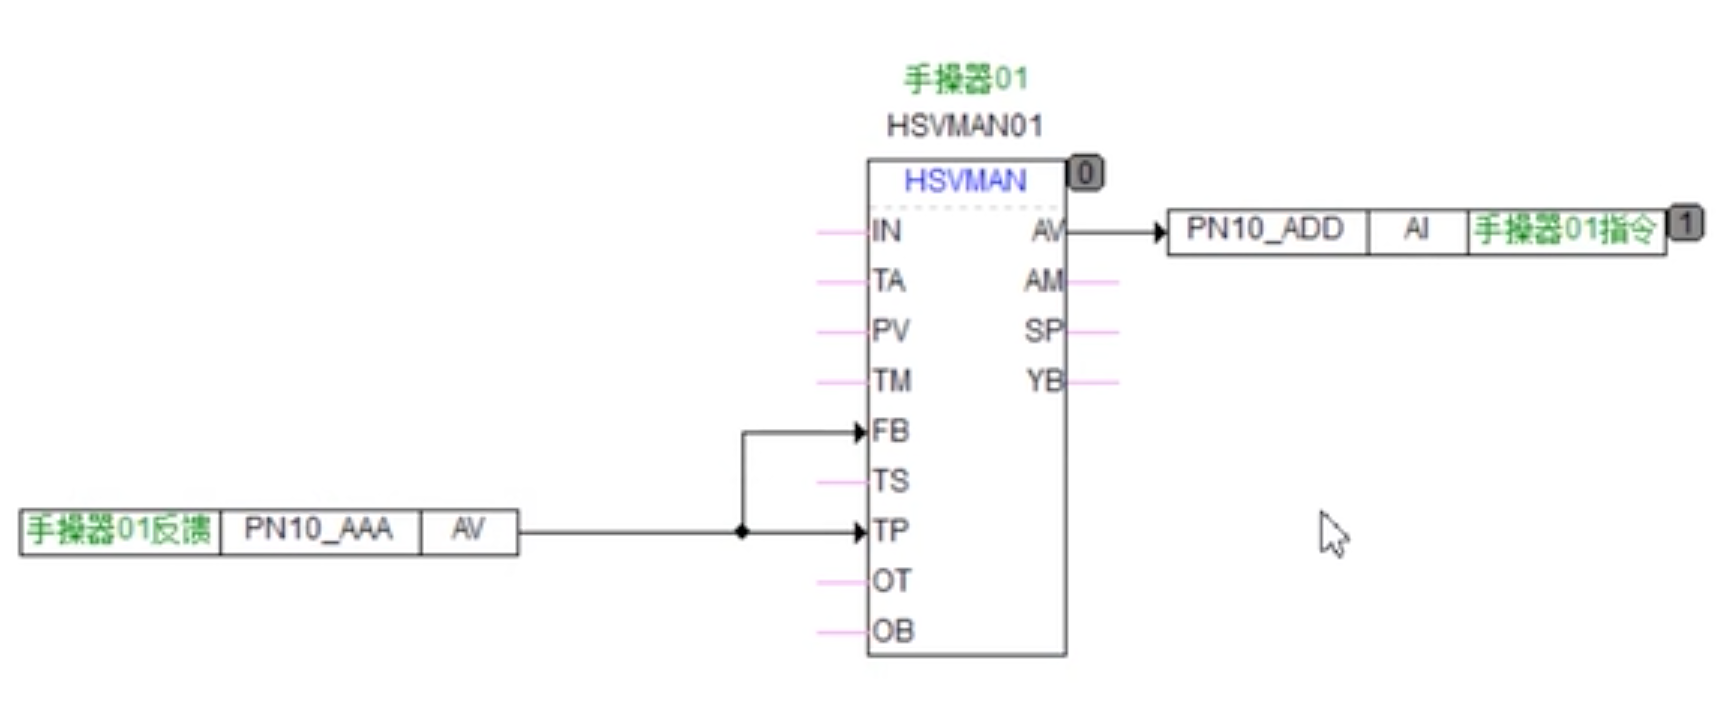 手操器01
HSVMAN01
HSVMAN
0
IN AV
PN10_ADD AI 手操器01指令 1
TA AM
PV SP
TM YB
FB
TS
手操器01反馈 PN10_AAA AV
TP
OT
OB